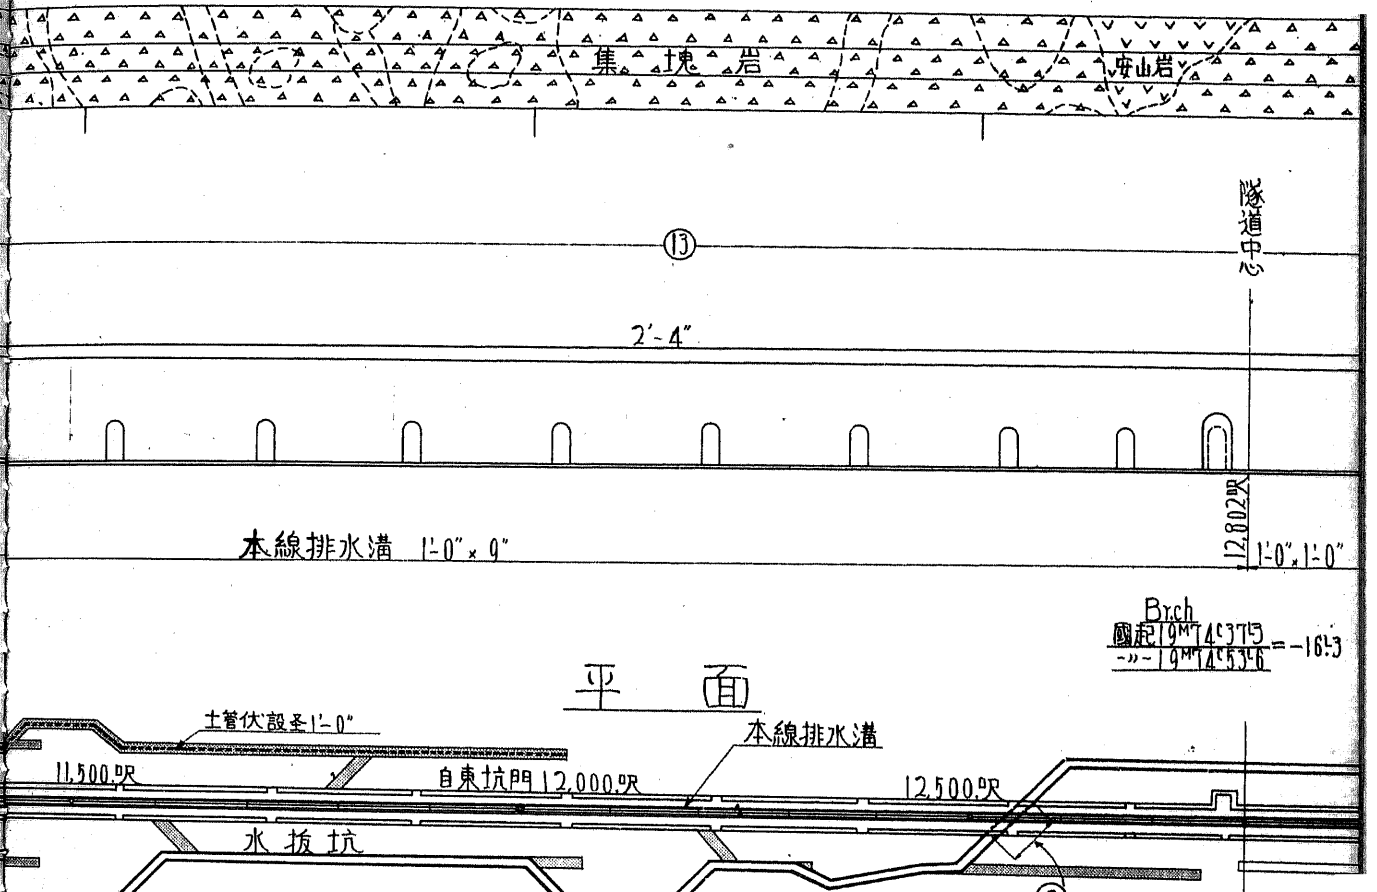 集塊岩
安山岩
隧道中心
13
2'-4"
12,802呎
本線排水溝 1'-0" × 9"
1'-0" × 1'-0"
Br.ch
平面
土管伏設圣1'-0"
本線排水溝
11,500呎
自東坑門12,000呎
12,500呎
水抜坑